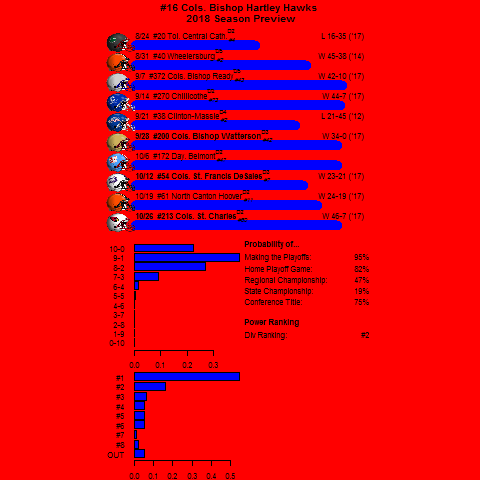 #16 Cols. Bishop Hartley Hawks
2018 Season Preview
8/24 #20 Tol. Central Cath. L 16-35 ('17)
8/31 #40 Wheelersburg W 45-36 ('14)
9/7 #372 Cols. Bishop Ready W 42-10 ('17)
9/14 #270 Chillicothe W 44-7 ('17)
9/21 #38 Clinton-Massie L 21-45 ('12)
9/28 #200 Cols. Bishop Watterson W 34-0 ('17)
10/5 #172 Day. Belmont
10/12 #54 Cols. St. Francis DeSales W 23-21 ('17)
10/19 #61 North Canton Hoover W 24-19 ('17)
10/26 #213 Cols. St. Charles W 46-7 ('17)
10-0
9-1
8-2
7-3
6-4
5-5
4-6
3-7
2-8
1-9
0-10
0.0 0.1 0.2 0.3
Probability of...
Making the Playoffs: 95%
Home Playoff Game: 82%
Regional Championship: 47%
State Championship: 19%
Conference Title: 75%
Power Ranking
Div Ranking: #2
#1
#2
#3
#4
#5
#6
#7
#8
OUT
0.0 0.1 0.2 0.3 0.4 0.5